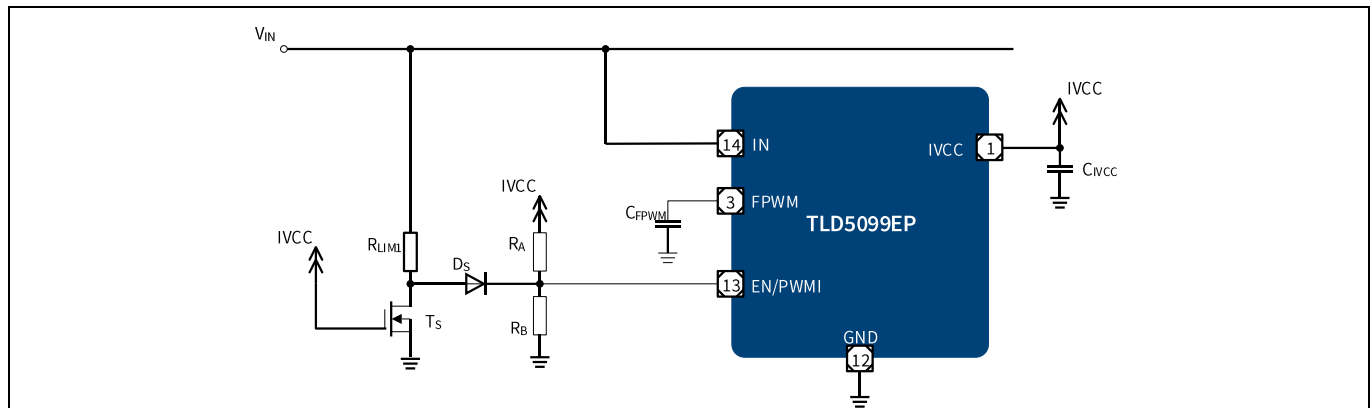 VIN
IVCC
14
IN
IVCC
1
CIVCC
IVCC
3
FPWM
CFPWM
TLD5099EP
IVCC
RLIM1
RA
DS
13
EN/PWMI
TS
RB
GND
12